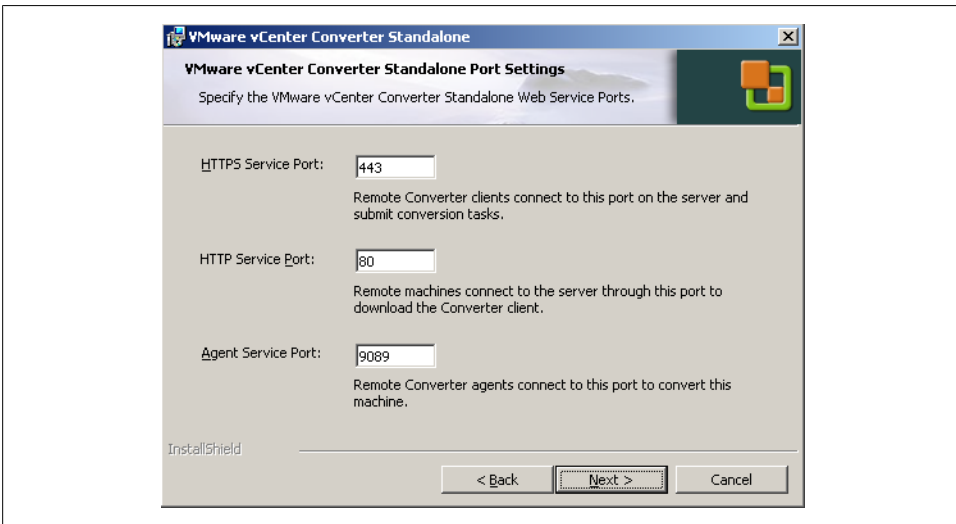 VMware vCenter Converter Standalone
VMware vCenter Converter Standalone Port Settings
Specify the VMware vCenter Converter Standalone Web Service Ports.
HTTPS Service Port:
443
Remote Converter clients connect to this port on the server and
submit conversion tasks.
HTTP Service Port:
80
Remote machines connect to the server through this port to
download the Converter client.
Agent Service Port:
9089
Remote Converter agents connect to this port to convert this
machine.
InstallShield
< Back
Next >
Cancel